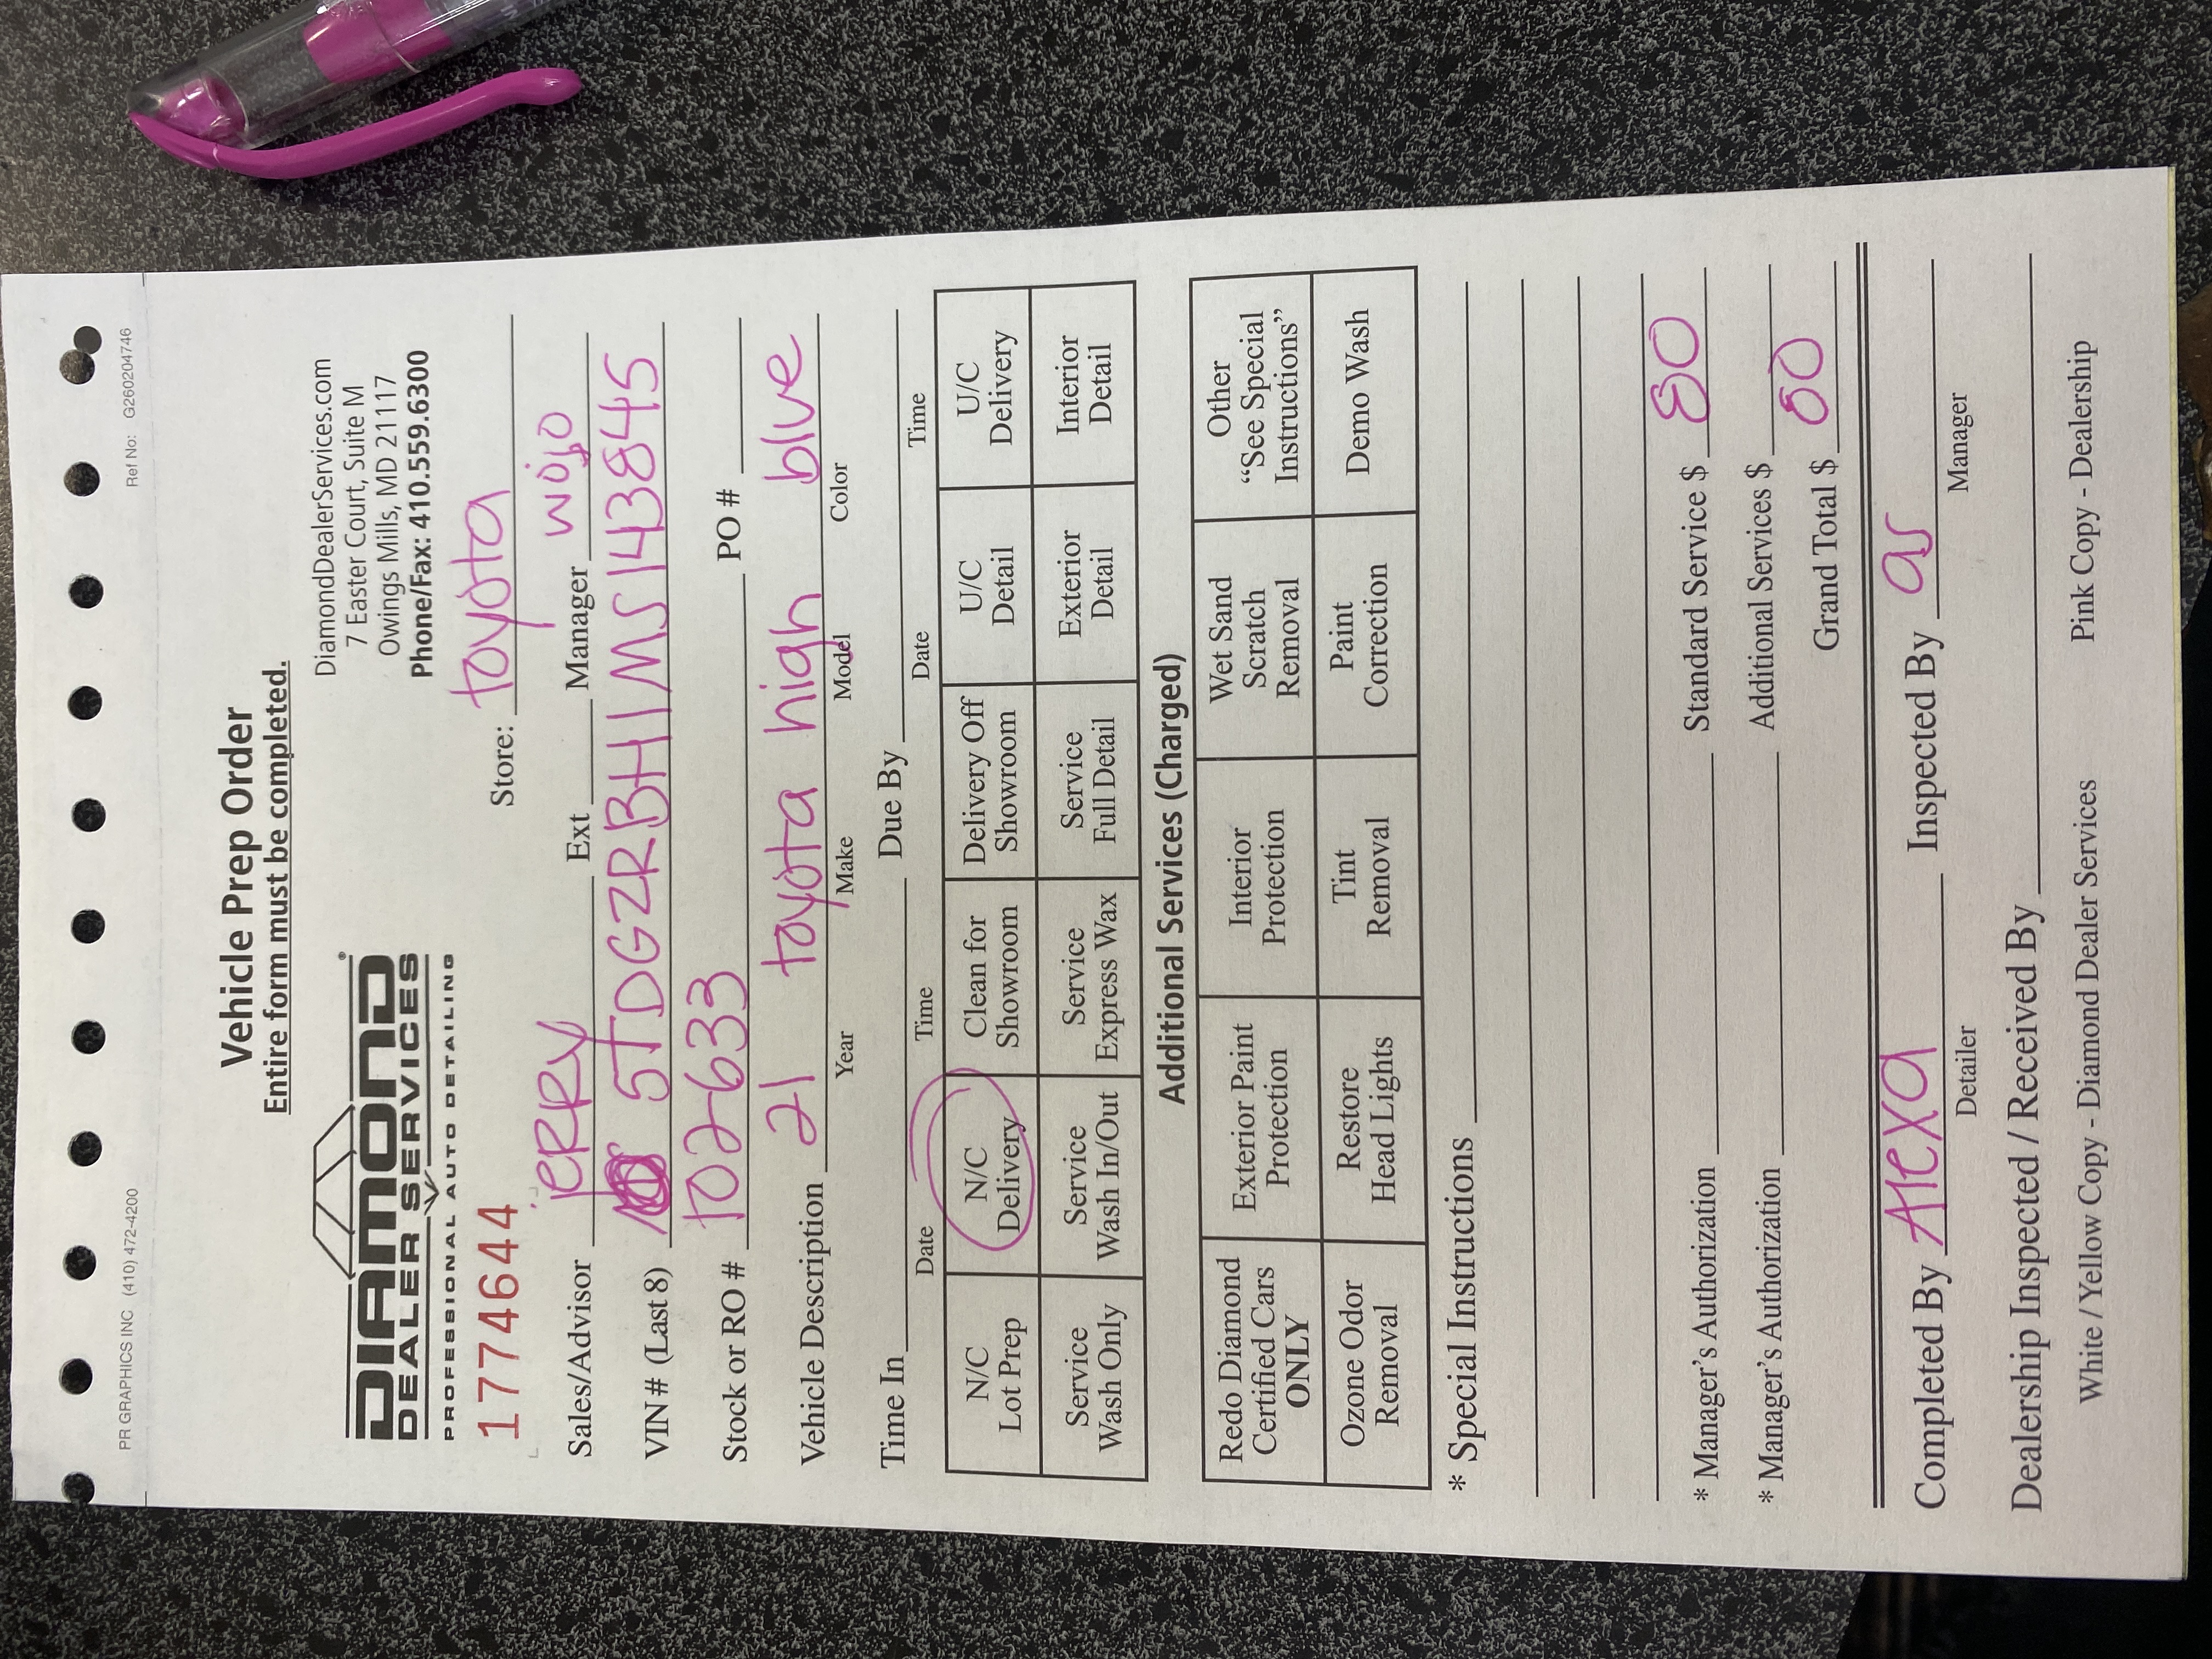 PR GRAPHICS INC (410) 472-4200 Ref No: G260204746
Vehicle Prep Order
Entire form must be completed.
DIAMOND
DEALER SERVICES
PROFESSIONAL AUTO DETAILING
DiamondDealerServices.com
7 Easter Court, Suite M
Owings Mills, MD 21117
Phone/Fax: 410.559.6300
1774644
Store: toyota
Sales/Advisor jerry Ext Manager wojo
VIN # (Last 8) 5TDGZRBH1MS143845
Stock or RO # T02633 PO #
Vehicle Description 21 toyota high blue
Year Make Model Color
Time In Due By
Date Time Date Time
N/C Lot Prep N/C Delivery Clean for Showroom Delivery Off Showroom U/C Detail U/C Delivery
Service Wash Only Service Wash In/Out Service Express Wax Service Full Detail Exterior Detail Interior Detail
Additional Services (Charged)
Redo Diamond Certified Cars ONLY Exterior Paint Protection Interior Protection Wet Sand Scratch Removal Other "See Special Instructions"
Ozone Odor Removal Restore Head Lights Tint Removal Paint Correction Demo Wash
* Special Instructions
* Manager's Authorization Standard Service $ 80
* Manager's Authorization Additional Services $
Grand Total $ 80
Completed By Alexa Inspected By as
Detailer Manager
Dealership Inspected / Received By
White / Yellow Copy - Diamond Dealer Services Pink Copy - Dealership